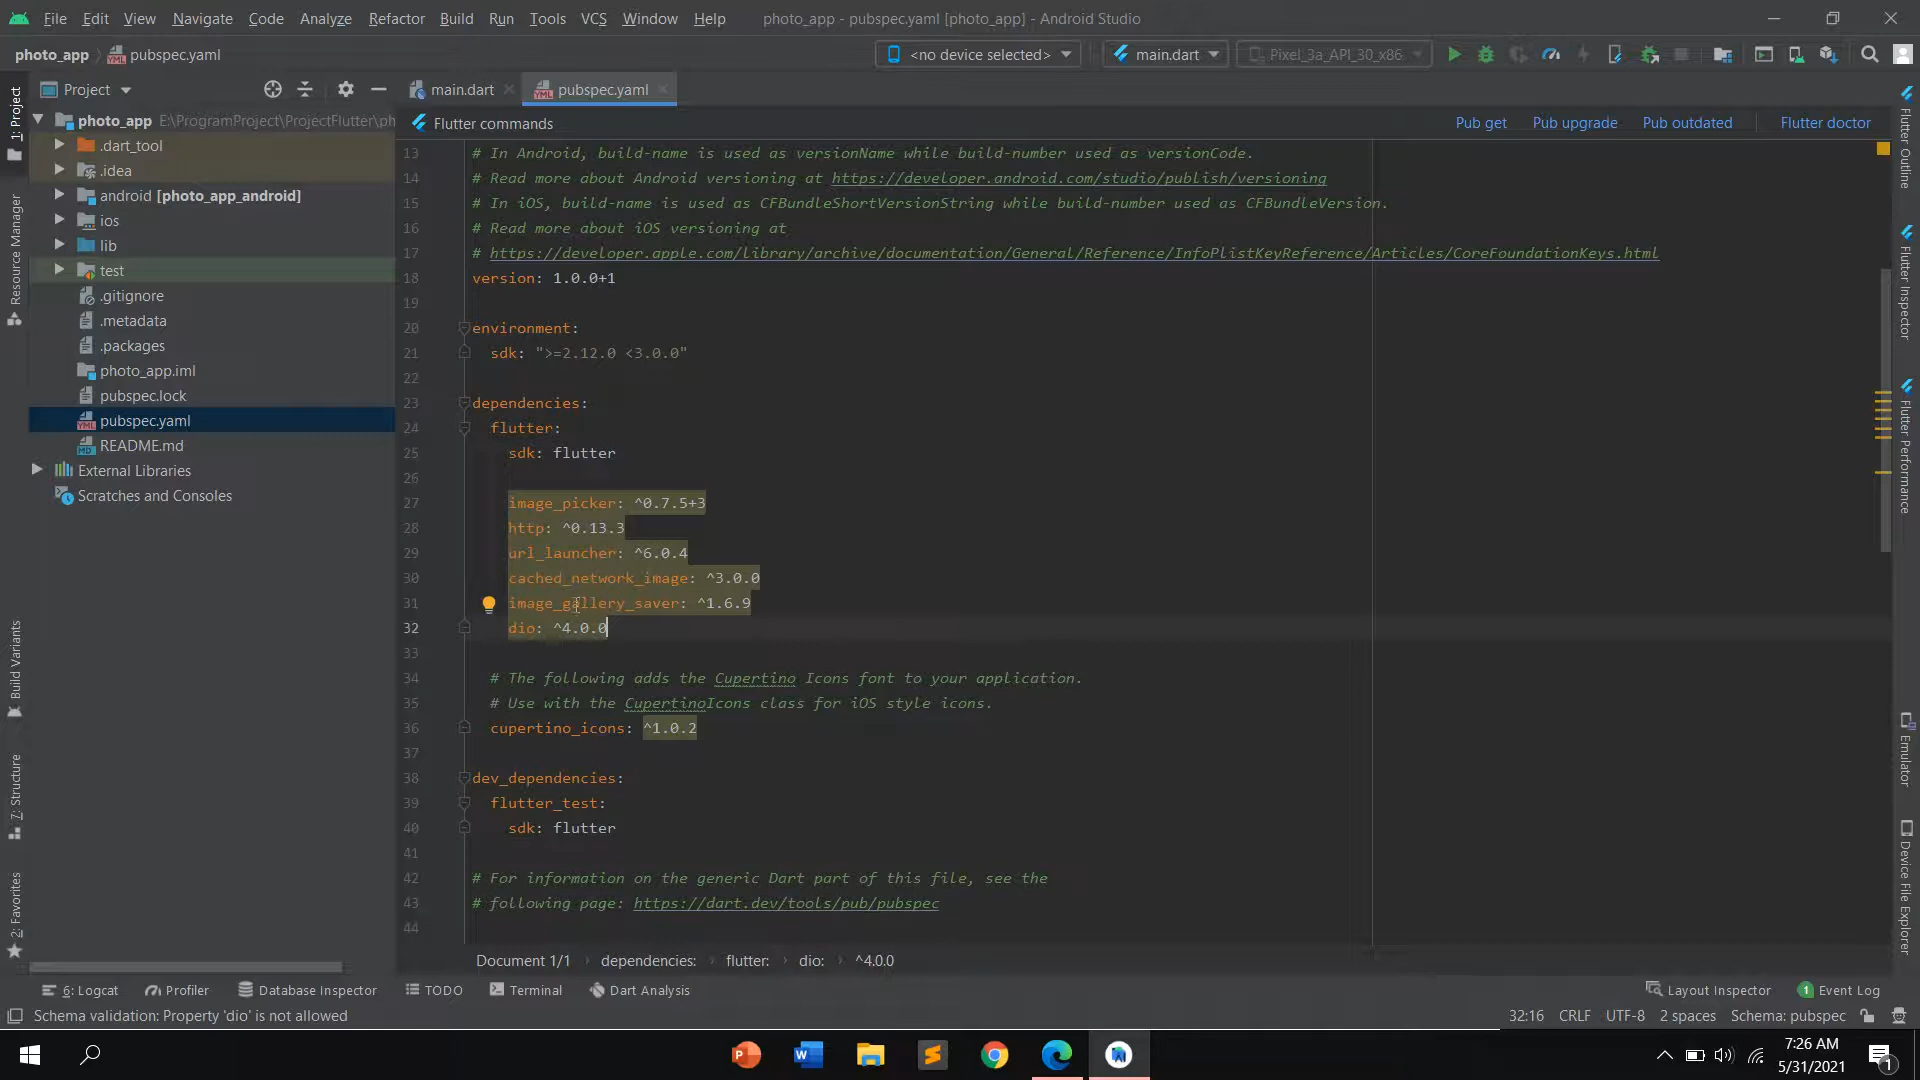 File Edit View Navigate Code Analyze Refactor Build Run Tools VCS Window Help photo_app - pubspec.yaml [photo_app] - Android Studio
photo_app pubspec.yaml <no device selected> main.dart Pixel_3a_API_30_x86
Project main.dart pubspec.yaml
photo_app E:\ProgramProject\ProjectFlutter\ph
.dart_tool
.idea
android [photo_app_android]
ios
lib
test
.gitignore
.metadata
.packages
photo_app.iml
pubspec.lock
pubspec.yaml
README.md
External Libraries
Scratches and Consoles
1: Project
Resource Manager
Build Variants
7: Structure
2: Favorites
Flutter commands Pub get Pub upgrade Pub outdated Flutter doctor
13 # In Android, build-name is used as versionName while build-number used as versionCode.
14 # Read more about Android versioning at https://developer.android.com/studio/publish/versioning
15 # In iOS, build-name is used as CFBundleShortVersionString while build-number used as CFBundleVersion.
16 # Read more about iOS versioning at
17 # https://developer.apple.com/library/archive/documentation/General/Reference/InfoPlistKeyReference/Articles/CoreFoundationKeys.html
18 version: 1.0.0+1
19
20 environment:
21 sdk: ">=2.12.0 <3.0.0"
22
23 dependencies:
24 flutter:
25 sdk: flutter
26
27 image_picker: ^0.7.5+3
28 http: ^0.13.3
29 url_launcher: ^6.0.4
30 cached_network_image: ^3.0.0
31 image_gallery_saver: ^1.6.9
32 dio: ^4.0.0
33
34 # The following adds the Cupertino Icons font to your application.
35 # Use with the CupertinoIcons class for iOS style icons.
36 cupertino_icons: ^1.0.2
37
38 dev_dependencies:
39 flutter_test:
40 sdk: flutter
41
42 # For information on the generic Dart part of this file, see the
43 # following page: https://dart.dev/tools/pub/pubspec
44
Flutter Outline
Flutter Inspector
Flutter Performance
Emulator
Device File Explorer
Document 1/1 dependencies: flutter: dio: ^4.0.0
6: Logcat Profiler Database Inspector TODO Terminal Dart Analysis Layout Inspector 1 Event Log
Schema validation: Property 'dio' is not allowed 32:16 CRLF UTF-8 2 spaces Schema: pubspec
7:26 AM
5/31/2021
1